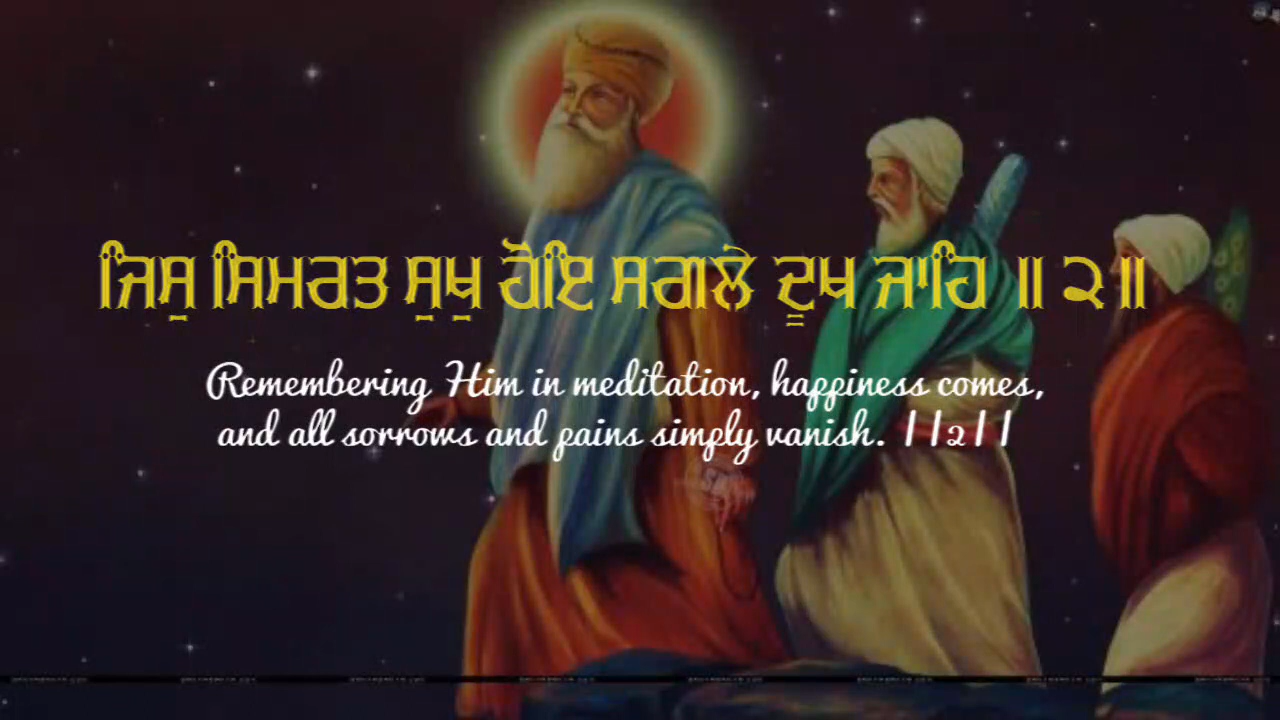 ਜਿਸੁ ਸਿਮਰਤ ਸੁਖੁ ਹੋਇ ਸਗਲੇ ਦੂਖ ਜਾਹਿ ॥੨॥
Remembering Him in meditation, happiness comes,
and all sorrows and pains simply vanish. ||2||